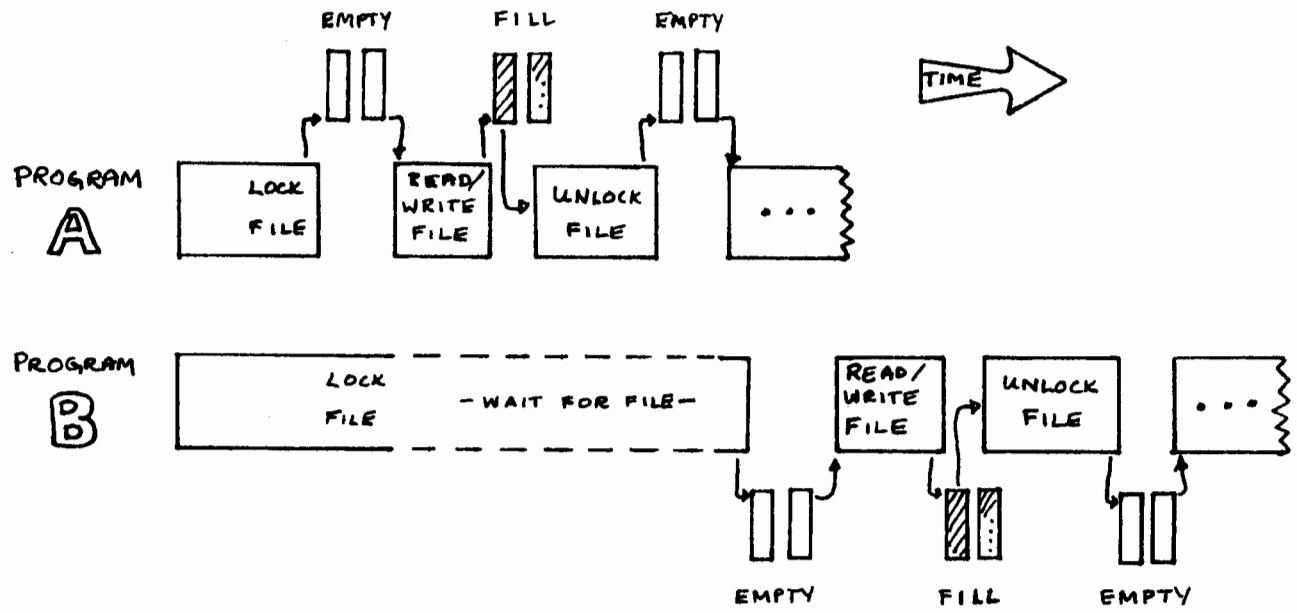 EMPTY
FILL
EMPTY
TIME
PROGRAM
A
LOCK
FILE
READ/
WRITE
FILE
UNLOCK
FILE
• • •
PROGRAM
B
LOCK
FILE
- WAIT FOR FILE -
READ/
WRITE
FILE
UNLOCK
FILE
• • •
EMPTY
FILL
EMPTY